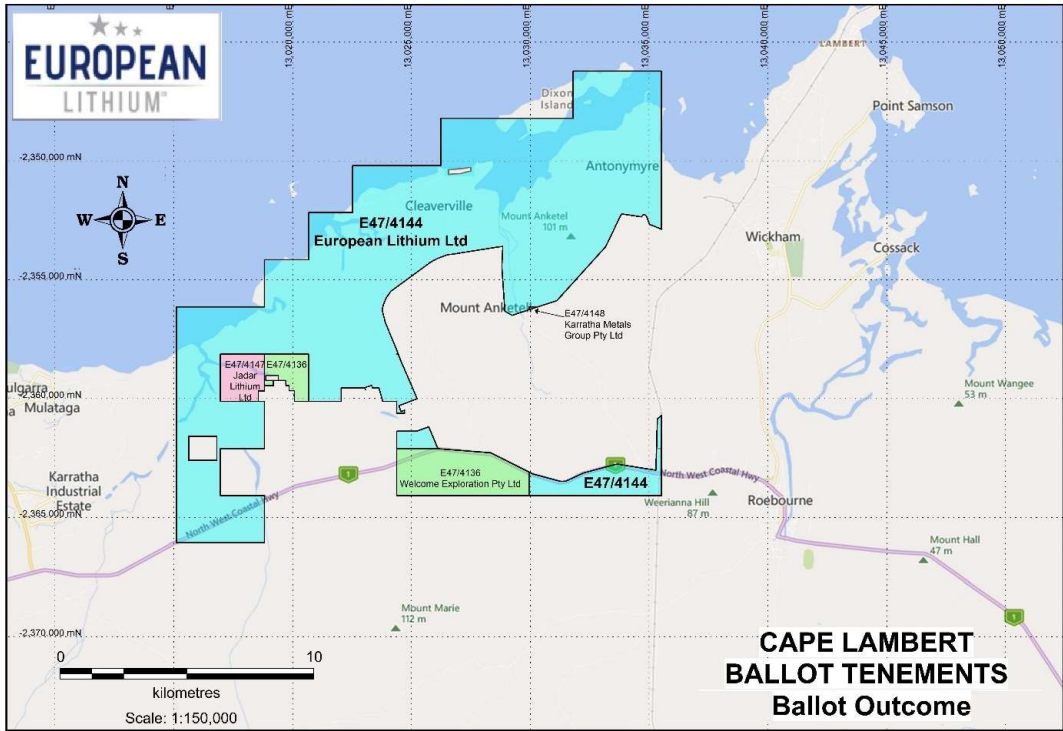 EUROPEAN
LITHIUM
13,020,000 mE
13,025,000 mE
13,030,000 mE
13,035,000 mE
13,040,000 mE
13,045,000 mE
13,050,000 mE
LAMBERT
Dixon
Island
Point Samson
-2,350,000 mN
Antonymyre
N
W E
S
Cleaverville
E47/4144
European Lithium Ltd
Mount Anketel
101 m
Wickham
Cossack
-2,355,000 mN
Mount Anketell
E47/4148
Karratha Metals
Group Pty Ltd
E47/4147
Jadar
Lithium
Ltd
E47/4136
Mount Wangee
53 m
-2,360,000 mN
Mulataga
Karratha
Industrial
Estate
1
E47/4136
Welcome Exploration Pty Ltd
E47/4144
North West Coastal Hwy
Weerianna Hill
87 m
Roebourne
-2,365,000 mN
North West Coastal Hwy
Mount Hall
47 m
Mount Marie
112 m
1
-2,370,000 mN
0 10
kilometres
Scale: 1:150,000
CAPE LAMBERT
BALLOT TENEMENTS
Ballot Outcome